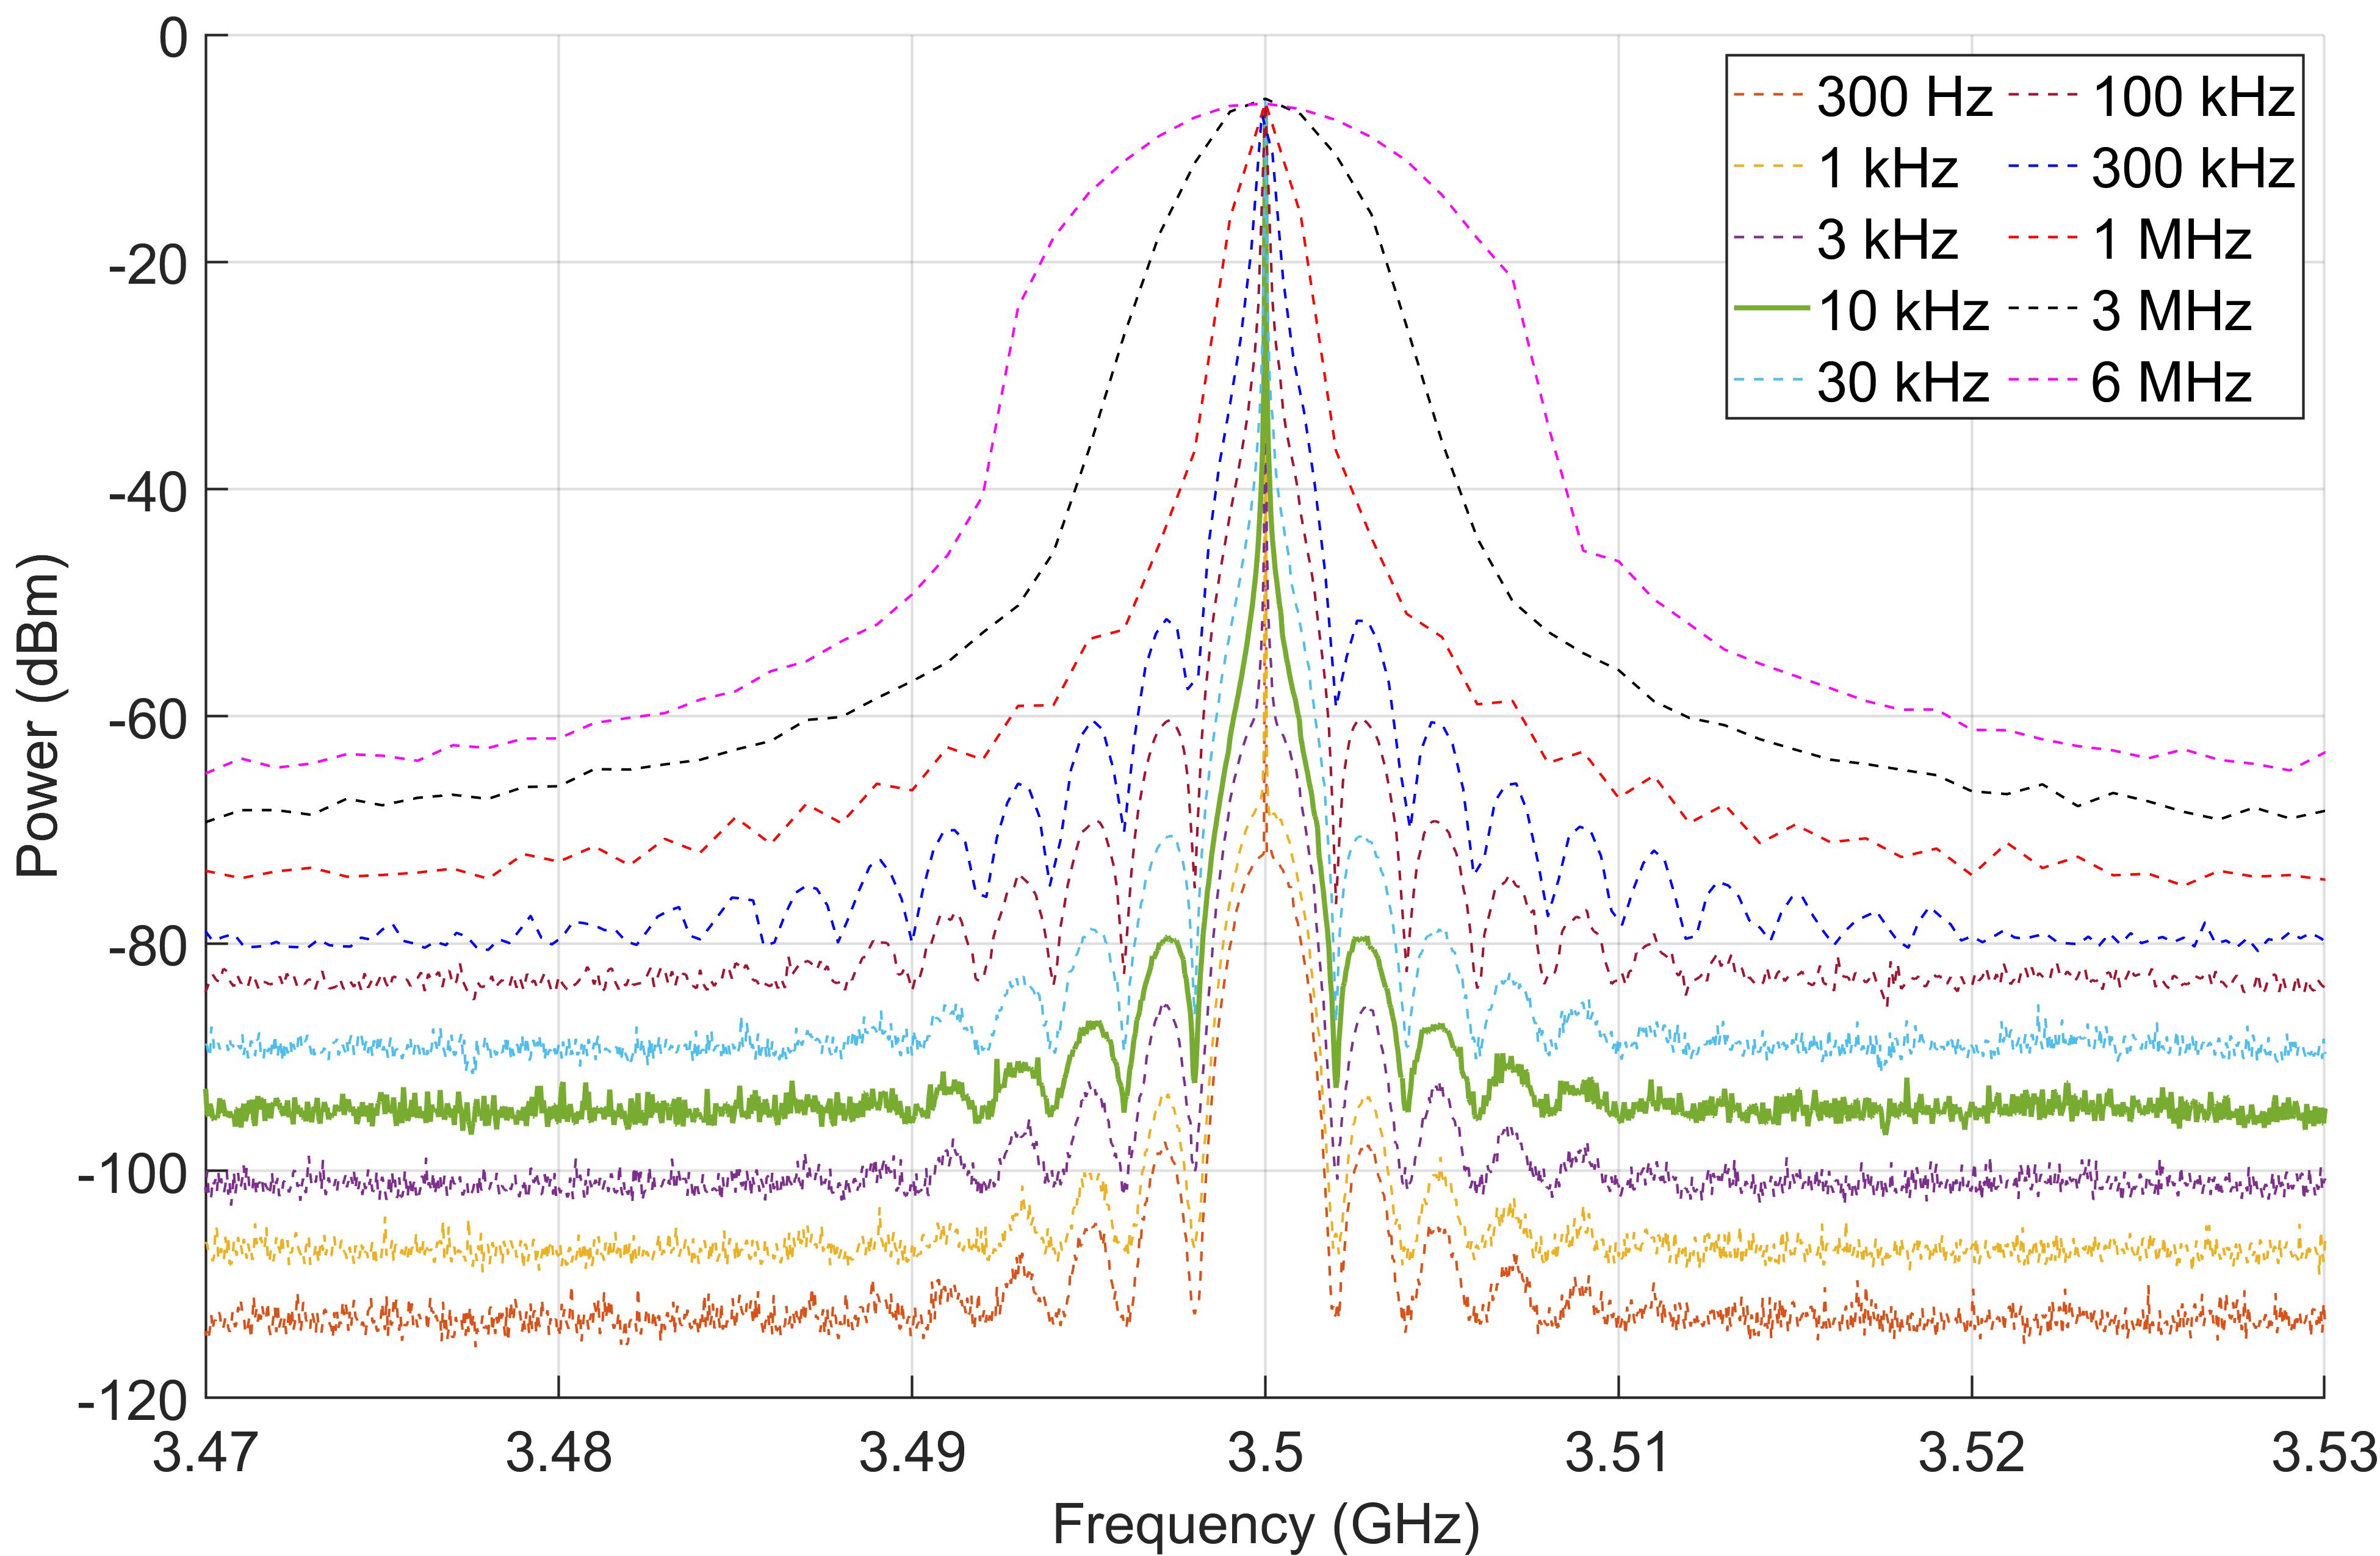 0
-20
-40
-60
-80
-100
-120
Power (dBm)
300 Hz 100 kHz
1 kHz 300 kHz
3 kHz 1 MHz
10 kHz 3 MHz
30 kHz 6 MHz
3.47 3.48 3.49 3.5 3.51 3.52 3.53
Frequency (GHz)